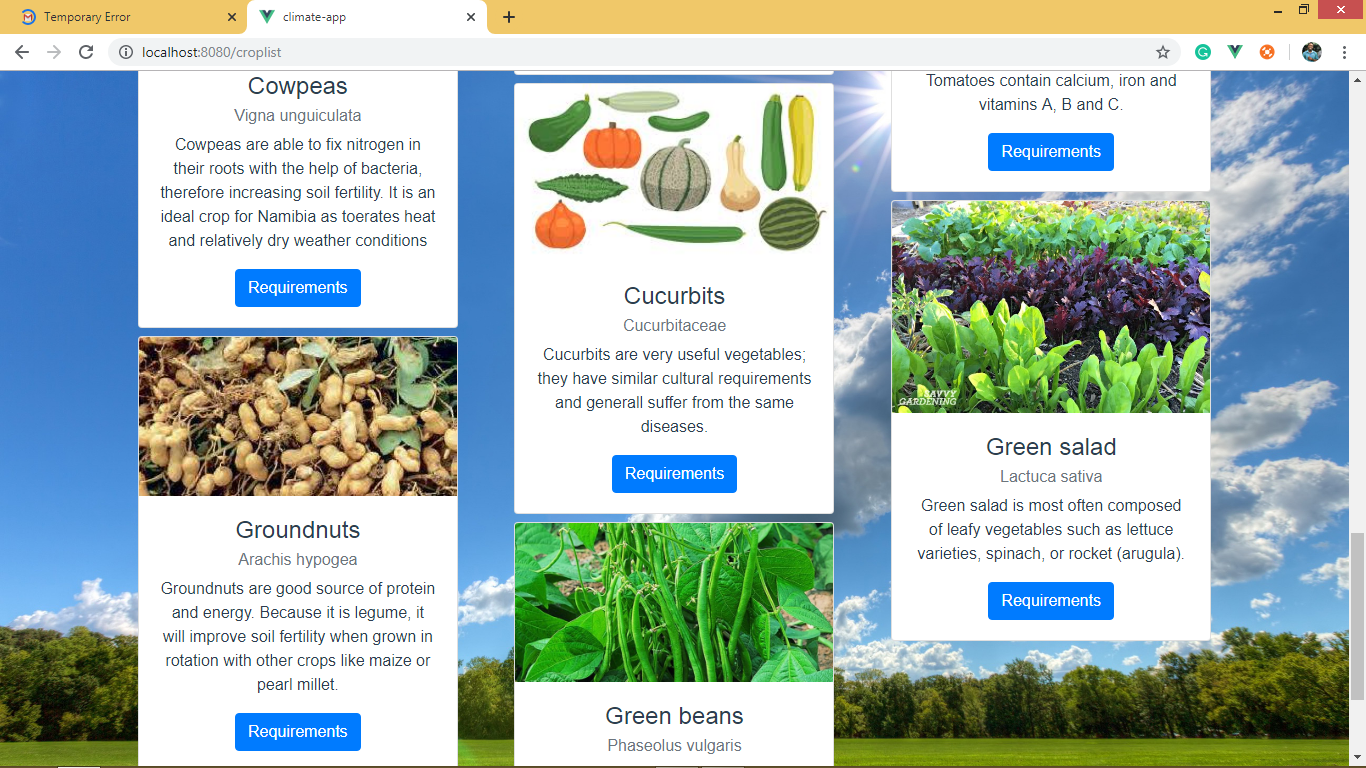 Temporary Error
climate-app
localhost:8080/croplist
Cowpeas
Vigna unguiculata
Cowpeas are able to fix nitrogen in
their roots with the help of bacteria,
therefore increasing soil fertility. It is an
ideal crop for Namibia as toerates heat
and relatively dry weather conditions
Requirements
Groundnuts
Arachis hypogea
Groundnuts are good source of protein
and energy. Because it is legume, it
will improve soil fertility when grown in
rotation with other crops like maize or
pearl millet.
Requirements
Cucurbits
Cucurbitaceae
Cucurbits are very useful vegetables;
they have similar cultural requirements
and generall suffer from the same
diseases.
Requirements
Green beans
Phaseolus vulgaris
Tomatoes contain calcium, iron and
vitamins A, B and C.
Requirements
SAVVY
GARDENING
Green salad
Lactuca sativa
Green salad is most often composed
of leafy vegetables such as lettuce
varieties, spinach, or rocket (arugula).
Requirements